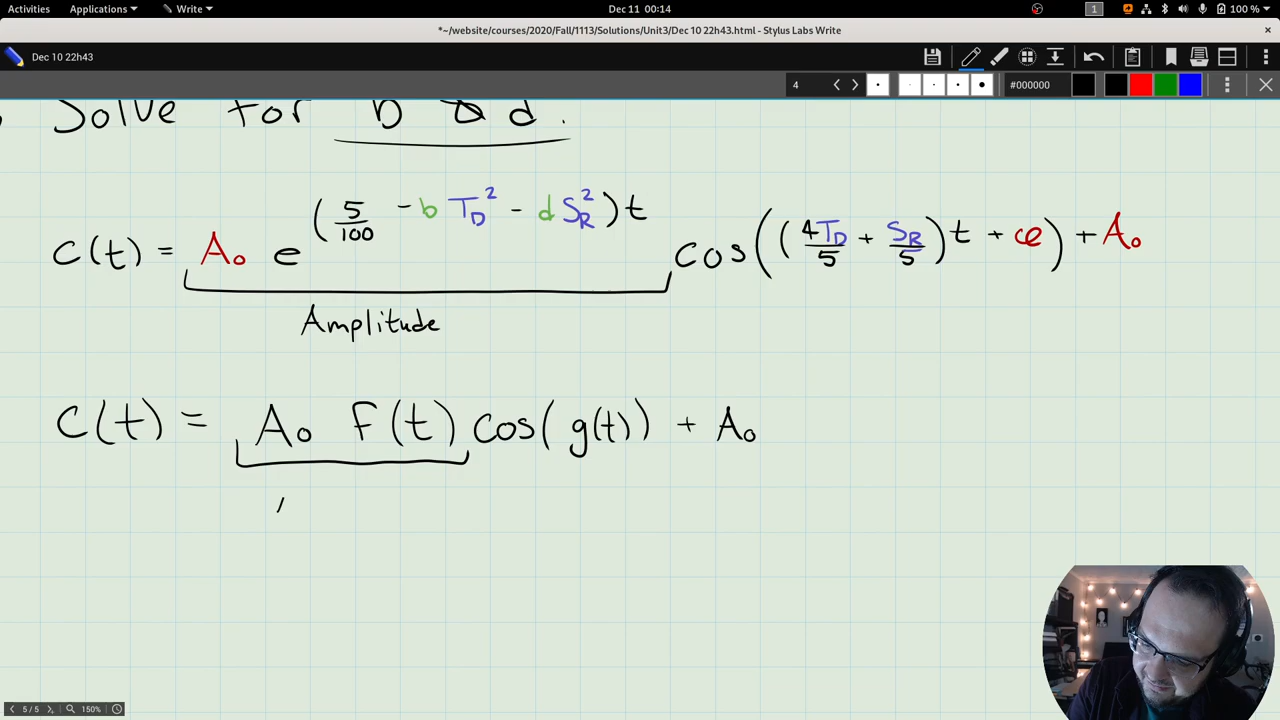 Activities Applications Write Dec 11 00:14 1 100 %
*~/website/courses/2020/Fall/1113/Solutions/Unit3/Dec 10 22h43.html - Stylus Labs Write
Dec 10 22h43
4 #000000
Solve for b d.
C(t) = A₀ e^((5/100 - b T_D² - d S_R²)t) cos((4T_D/5 + S_R/5)t + φ) + A₀
Amplitude
C(t) = A₀ F(t) cos(g(t)) + A₀
5 / 5 150%